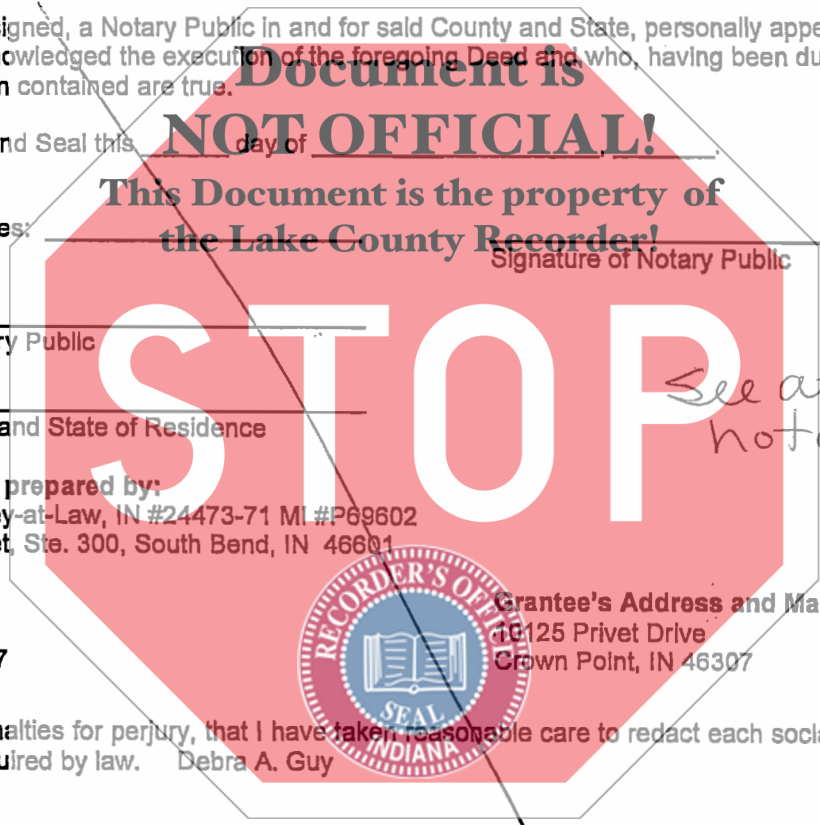 igned, a Notary Public in and for said County and State, personally appe
owledged the execution of the foregoing Deed and who, having been du
n contained are true.
Document is
NOT OFFICIAL!
This Document is the property of
the Lake County Recorder!
nd Seal this day of , .
es:
Signature of Notary Public
ry Public
and State of Residence
STOP
See a
not
prepared by:
y-at-Law, IN #24473-71 MI #P69602
t, Ste. 300, South Bend, IN 46601
RECORDER'S OFFICE
SEAL
INDIANA
Grantee's Address and Ma
10125 Privet Drive
Crown Point, IN 46307
7
alties for perjury, that I have taken reasonable care to redact each socia
uired by law. Debra A. Guy